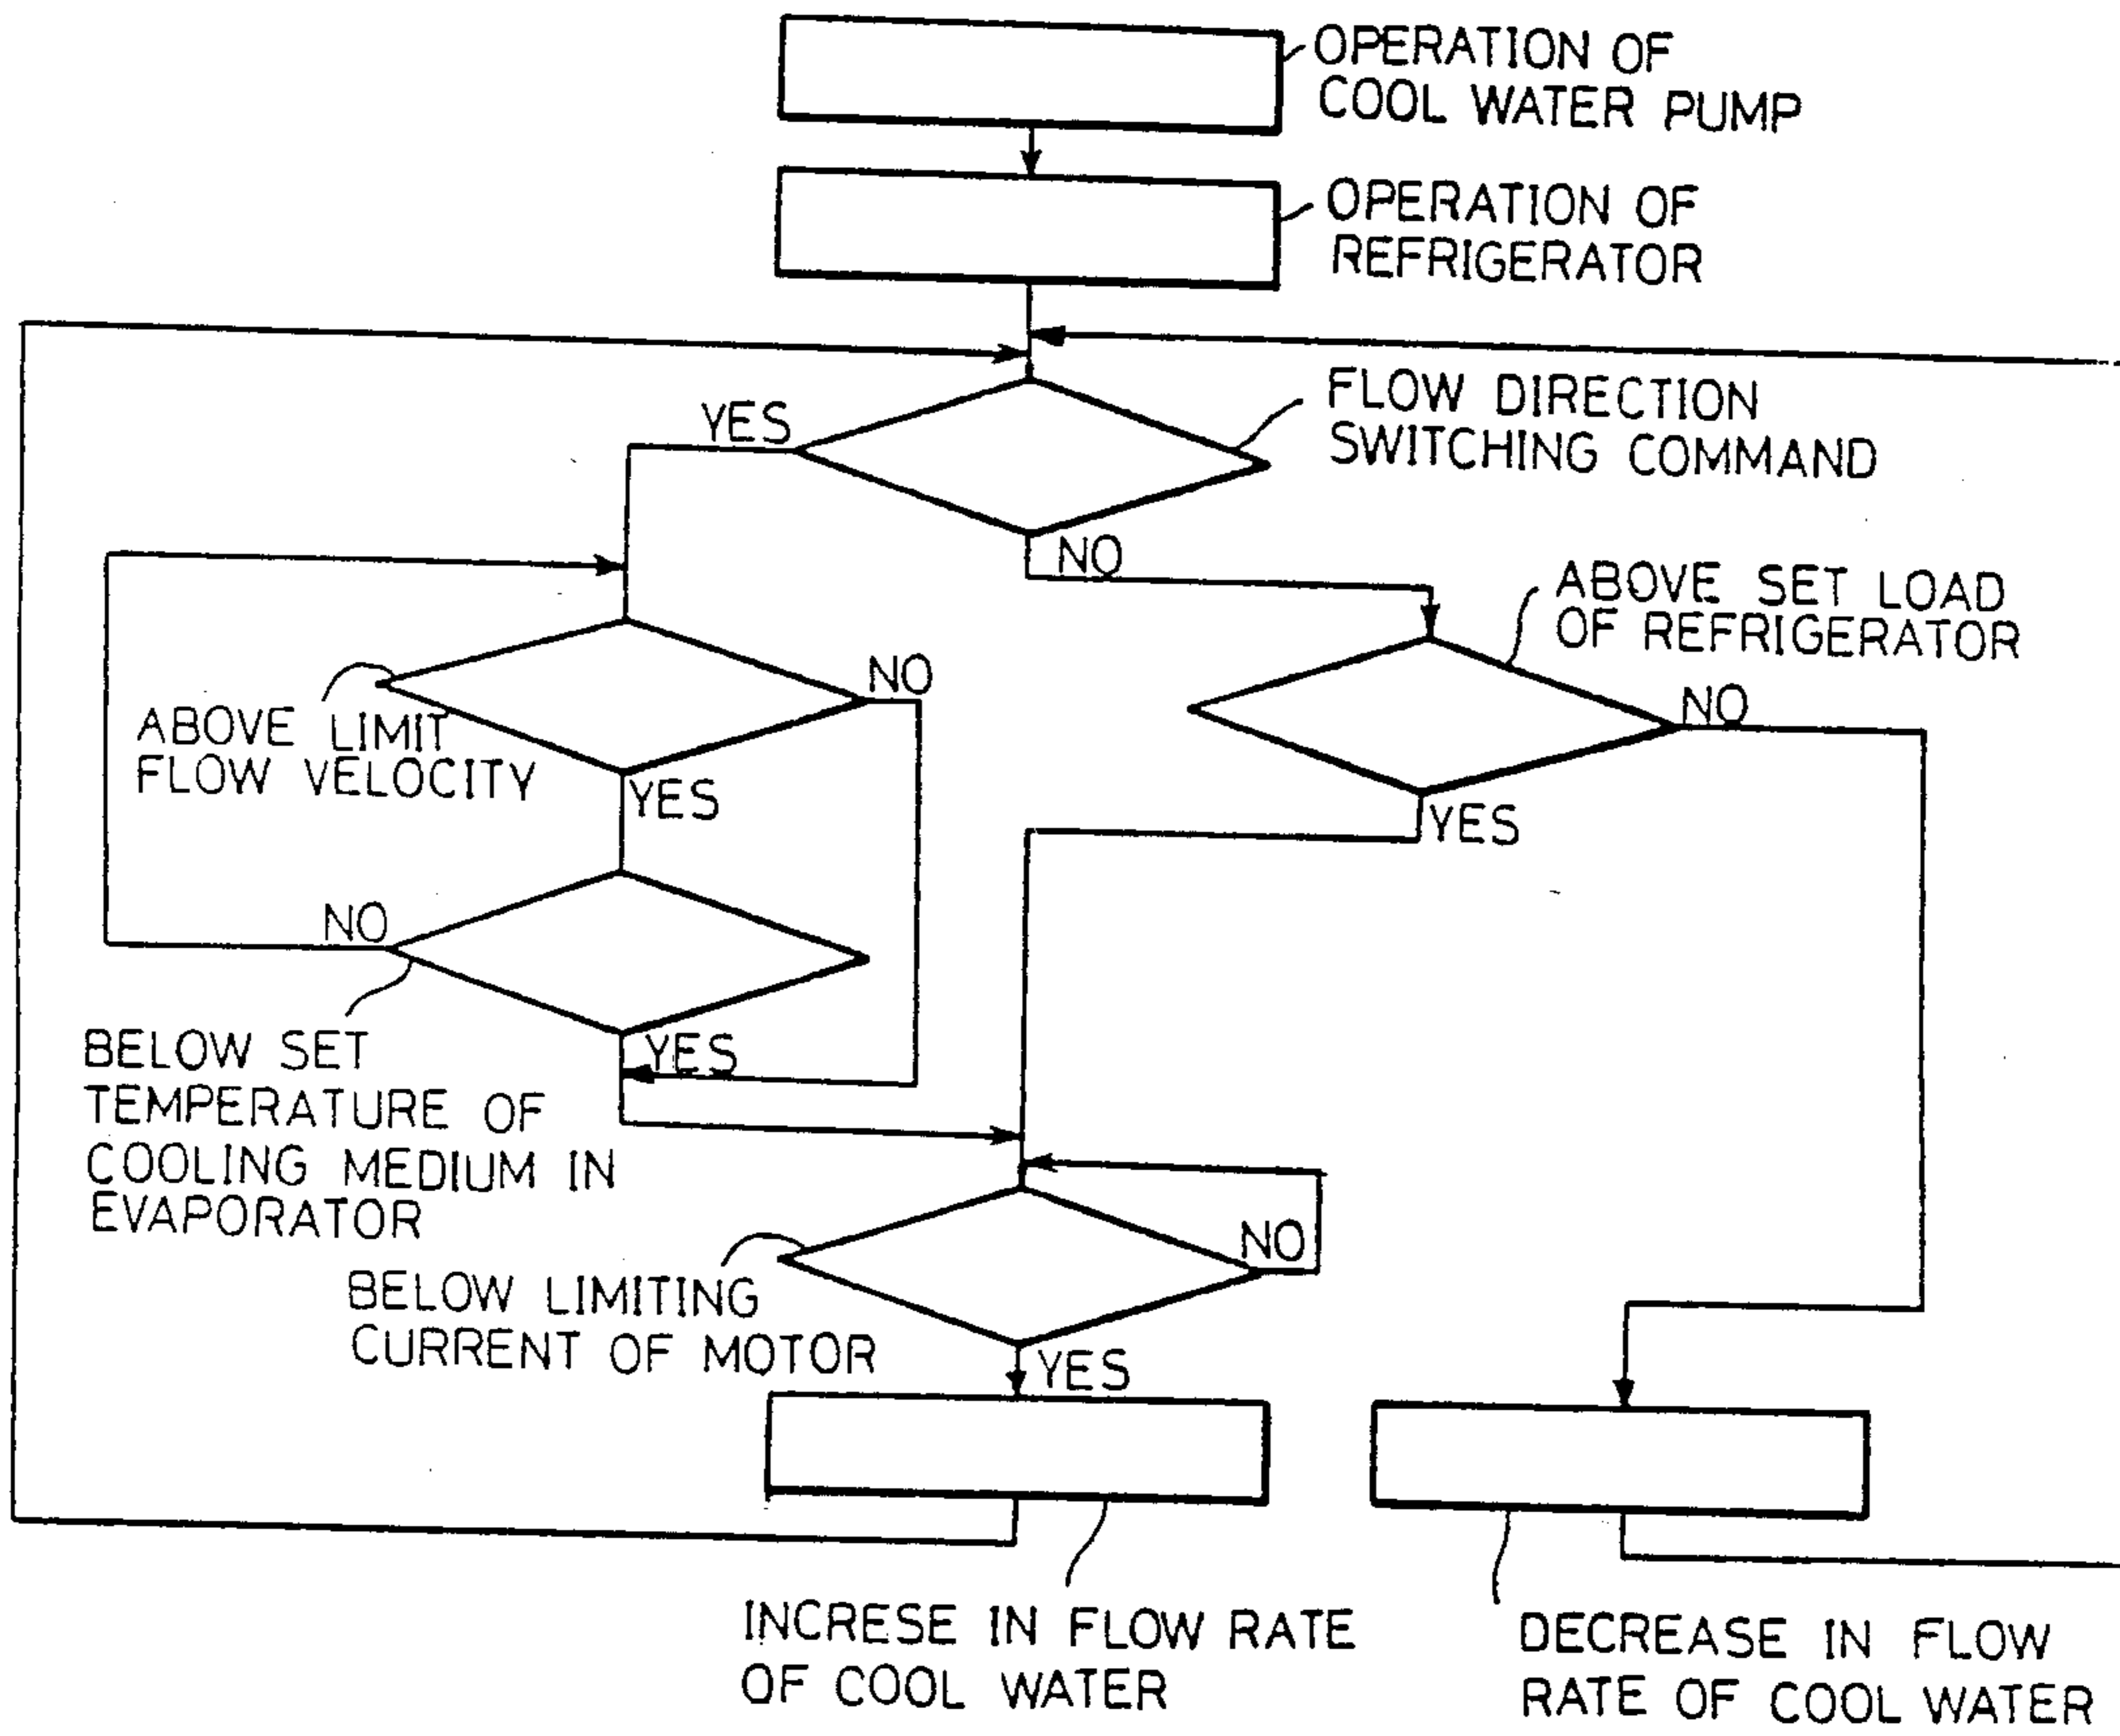 OPERATION OF
COOL WATER PUMP
OPERATION OF
REFRIGERATOR
FLOW DIRECTION
SWITCHING COMMAND
YES
NO
ABOVE SET LOAD
OF REFRIGERATOR
NO
NO
ABOVE LIMIT
FLOW VELOCITY
YES
YES
NO
YES
BELOW SET
TEMPERATURE OF
COOLING MEDIUM IN
EVAPORATOR
NO
BELOW LIMITING
CURRENT OF MOTOR
YES
INCRESE IN FLOW RATE
OF COOL WATER
DECREASE IN FLOW
RATE OF COOL WATER